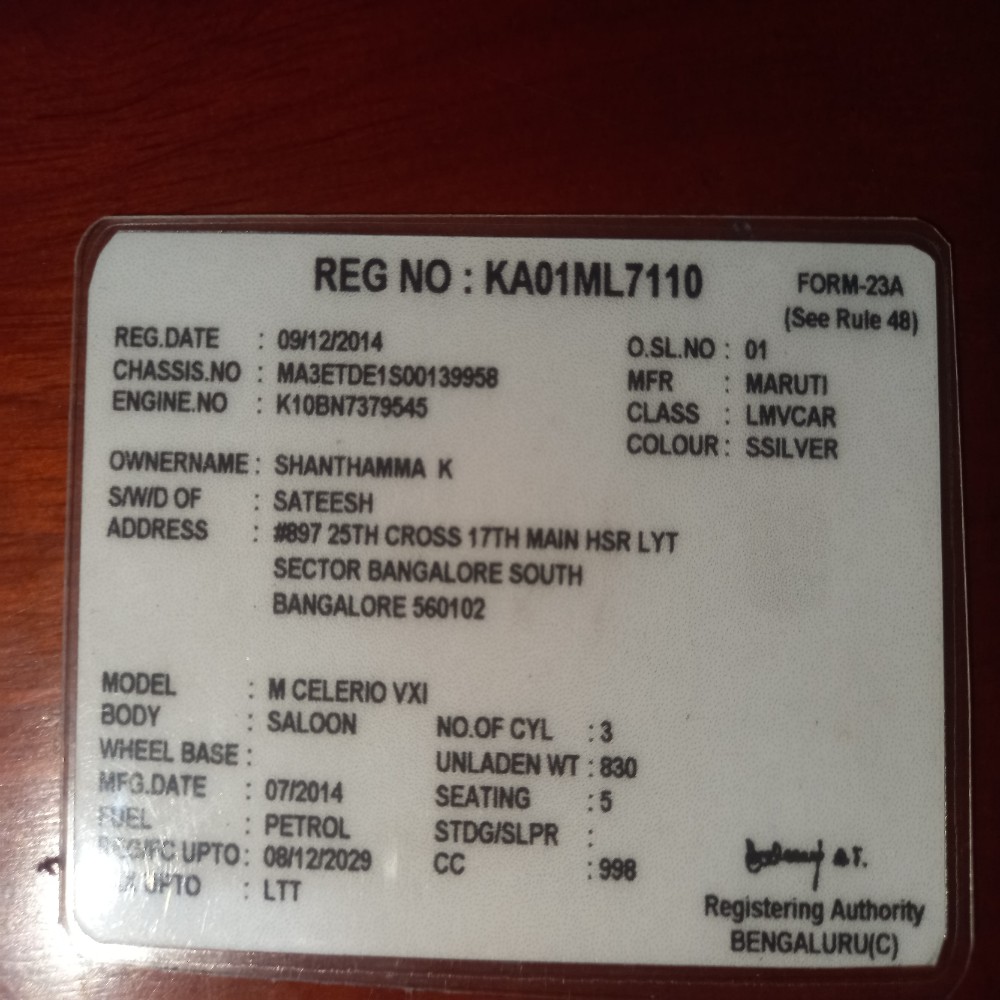 REG NO : KA01ML7110
FORM-23A
(See Rule 48)
REG.DATE : 09/12/2014
O.SL.NO : 01
CHASSIS.NO : MA3ETDE1S00139958
MFR : MARUTI
ENGINE.NO : K10BN7379545
CLASS : LMVCAR
COLOUR : SSILVER
OWNERNAME : SHANTHAMMA K
S/W/D OF : SATEESH
ADDRESS : #897 25TH CROSS 17TH MAIN HSR LYT
SECTOR BANGALORE SOUTH
BANGALORE 560102
MODEL : M CELERIO VXI
BODY : SALOON
NO.OF CYL : 3
WHEEL BASE :
UNLADEN WT : 830
MFG.DATE : 07/2014
SEATING : 5
FUEL : PETROL
STDG/SLPR :
REG/FC UPTO : 08/12/2029
CC : 998
UPTO : LTT
Registering Authority
BENGALURU(C)